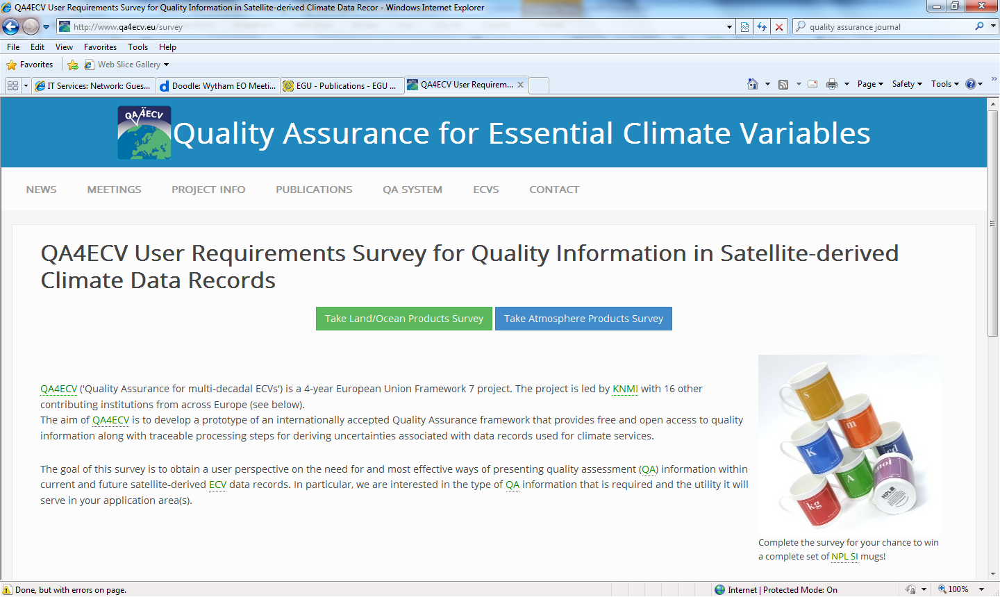 QA4ECV User Requirements Survey for Quality Information in Satellite-derived Climate Data Recor - Windows Internet Explorer
http://www.qa4ecv.eu/survey
quality assurance journal
File Edit View Favorites Tools Help
Favorites Web Slice Gallery
IT Services: Network: Gues... Doodle: Wytham EO Meeti... EGU - Publications - EGU ... QA4ECV User Requirem... Page Safety Tools
QA4ECV
Quality Assurance for Essential Climate Variables
NEWS MEETINGS PROJECT INFO PUBLICATIONS QA SYSTEM ECVS CONTACT
QA4ECV User Requirements Survey for Quality Information in Satellite-derived
Climate Data Records
Take Land/Ocean Products Survey Take Atmosphere Products Survey
QA4ECV ('Quality Assurance for multi-decadal ECVs') is a 4-year European Union Framework 7 project. The project is led by KNMI with 16 other
contributing institutions from across Europe (see below).
The aim of QA4ECV is to develop a prototype of an internationally accepted Quality Assurance framework that provides free and open access to quality
information along with traceable processing steps for deriving uncertainties associated with data records used for climate services.
The goal of this survey is to obtain a user perspective on the need for and most effective ways of presenting quality assessment (QA) information within
current and future satellite-derived ECV data records. In particular, we are interested in the type of QA information that is required and the utility it will
serve in your application area(s).
s
m
K
cd
A
mol
kg
NPL
Complete the survey for your chance to win
a complete set of NPL SI mugs!
Done, but with errors on page. Internet | Protected Mode: On 100%